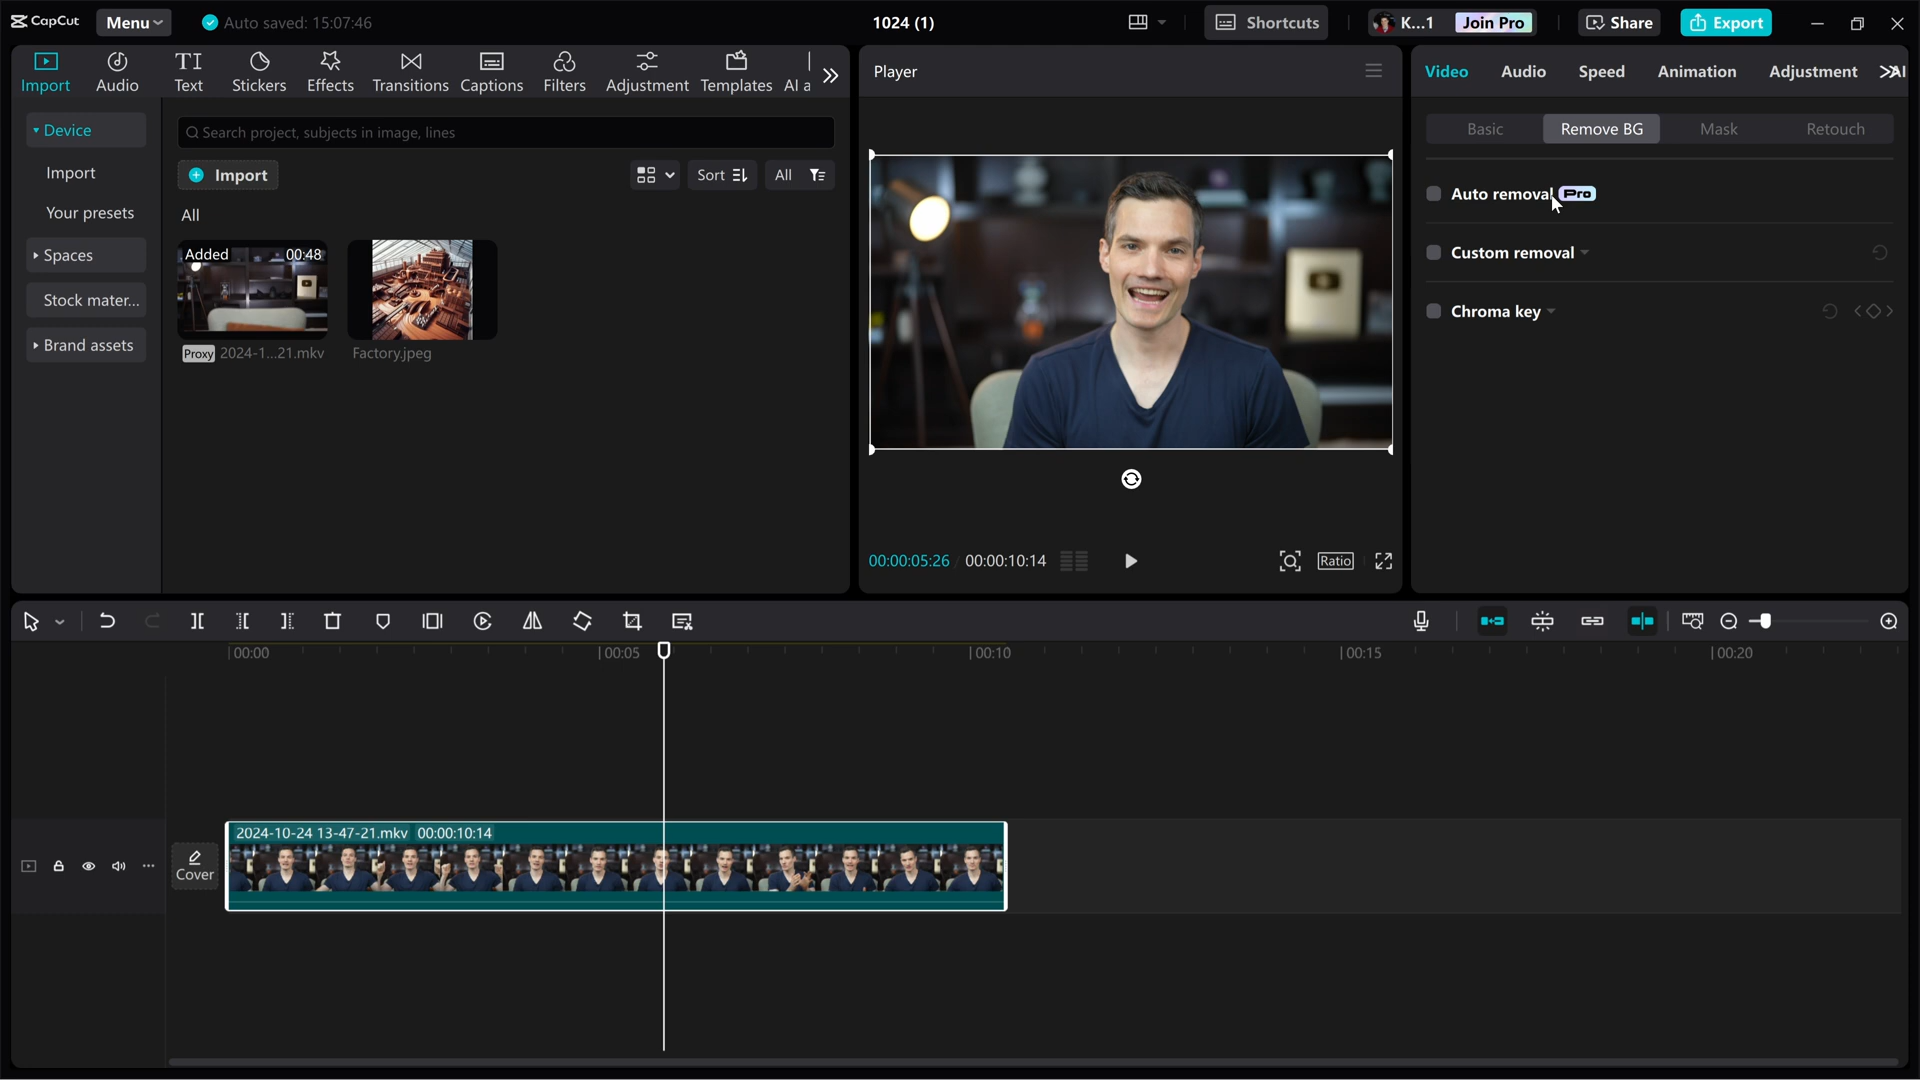 CapCut
Menu
Auto saved: 15:07:46
1024 (1)
Shortcuts
K...1
Join Pro
Share
Export
Import
Audio
Text
Stickers
Effects
Transitions
Captions
Filters
Adjustment
Templates
AI a
Device
Import
Your presets
Spaces
Stock mater...
Brand assets
Search project, subjects in image, lines
Import
Sort
All
All
Added 00:48
Proxy 2024-1...21.mkv
Factory.jpeg
Player
00:00:05:26 / 00:00:10:14
Ratio
Video
Audio
Speed
Animation
Adjustment
AI
Basic
Remove BG
Mask
Retouch
Auto removal Pro
Custom removal
Chroma key
00:00
00:05
00:10
00:15
00:20
Cover
2024-10-24 13-47-21.mkv 00:00:10:14